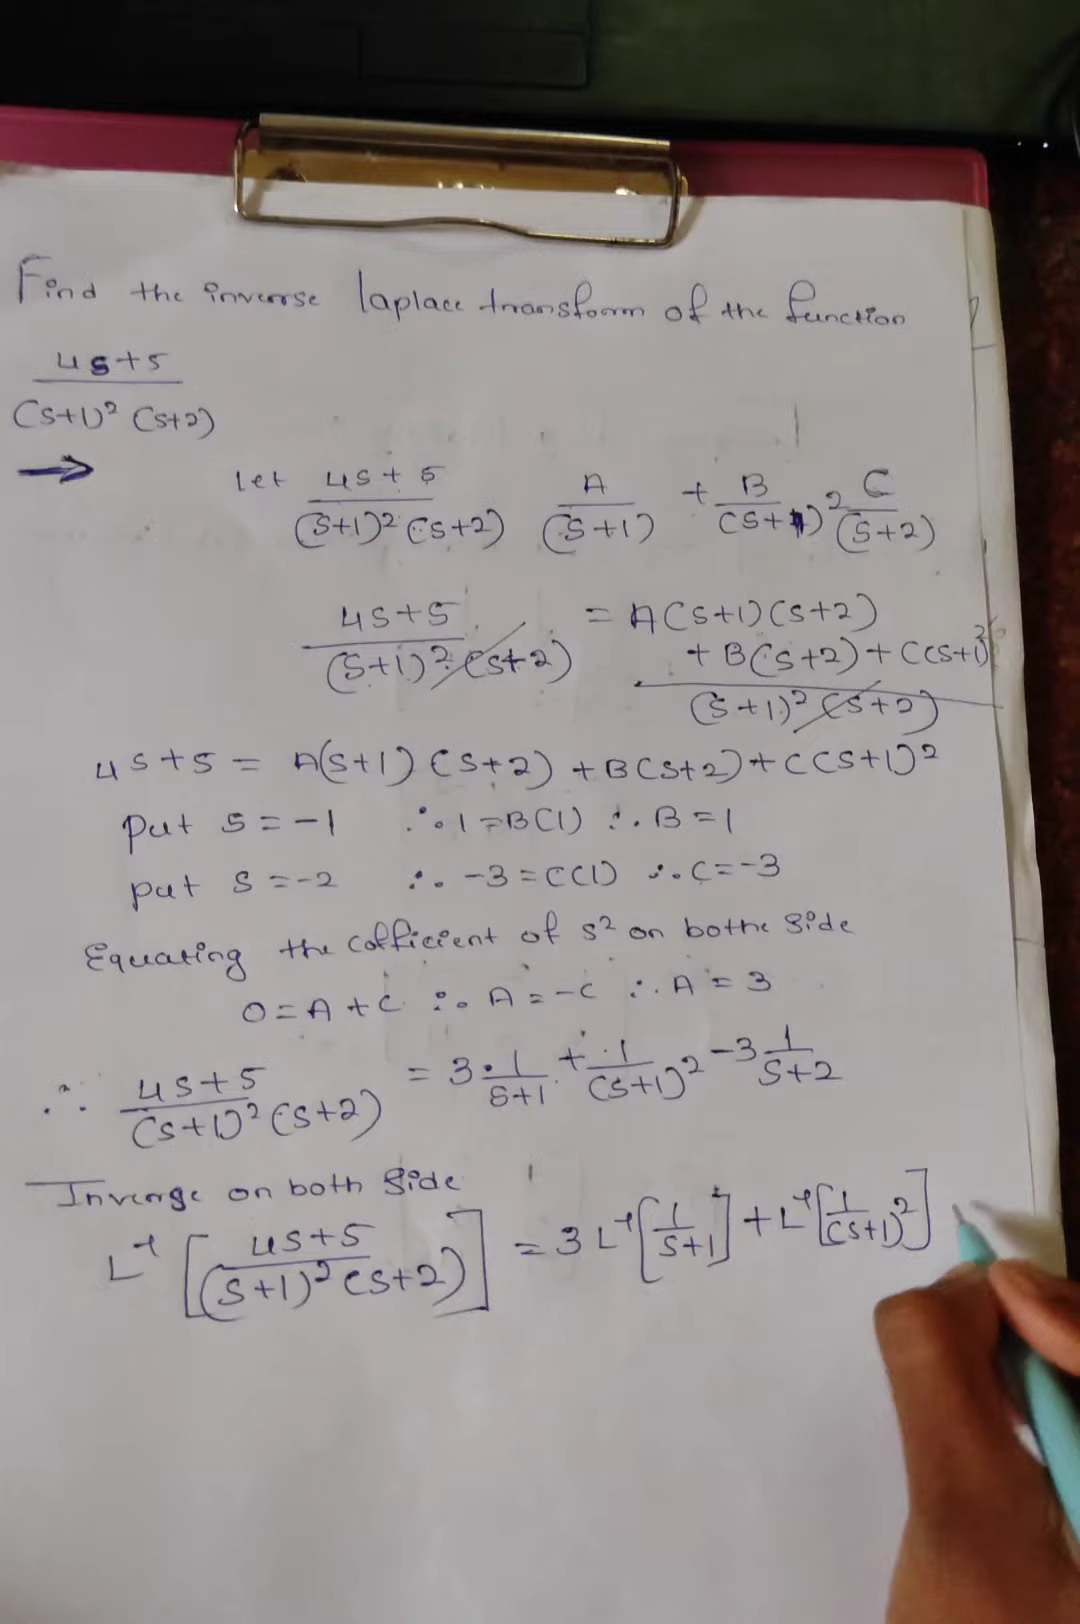 Find the inverse laplace transform of the function
4s+5
(s+1)² (s+2)
→ Let 4s+5 A + B C
(s+1)² (s+2) (s+1) (s+1)² (s+2)
4s+5 = A(s+1)(s+2)
(s+1)² (s+2) + B(s+2) + C(s+1)²
(s+1)² (s+2)
4s+5 = A(s+1) (s+2) + B(s+2) + C(s+1)²
put s = -1 ∴ 1 = B(1) ∴ B = 1
put s = -2 ∴ -3 = C(1) ∴ C = -3
Equating the cofficient of s² on bothe side
0 = A + C ∴ A = -C ∴ A = 3
∴ 4s+5 = 3·1 + 1 - 3 1
(s+1)² (s+2) s+1 (s+1)² s+2
Inverge on both side
L⁻¹ [ 4s+5 ] = 3 L⁻¹ [ 1 ] + L⁻¹ [ 1 ]
(s+1)² (s+2) s+1 (s+1)²